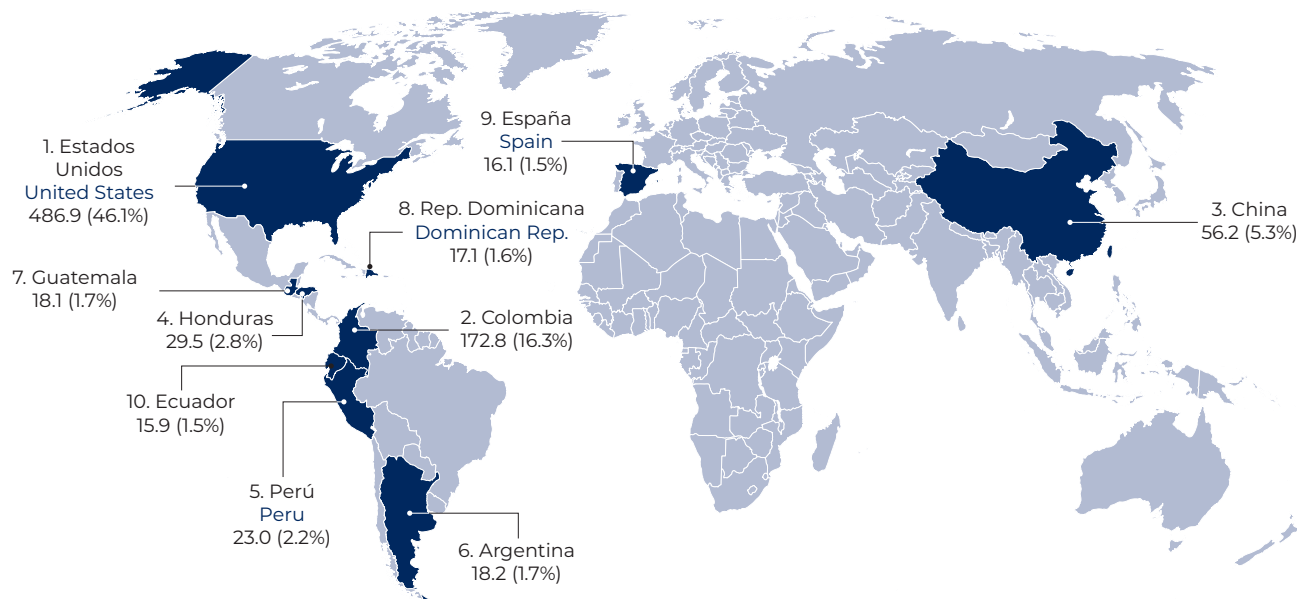 1. Estados
Unidos
United States
486.9 (46.1%)
9. España
Spain
16.1 (1.5%)
8. Rep. Dominicana
Dominican Rep.
17.1 (1.6%)
3. China
56.2 (5.3%)
7. Guatemala
18.1 (1.7%)
4. Honduras
29.5 (2.8%)
2. Colombia
172.8 (16.3%)
10. Ecuador
15.9 (1.5%)
5. Perú
Peru
23.0 (2.2%)
6. Argentina
18.2 (1.7%)